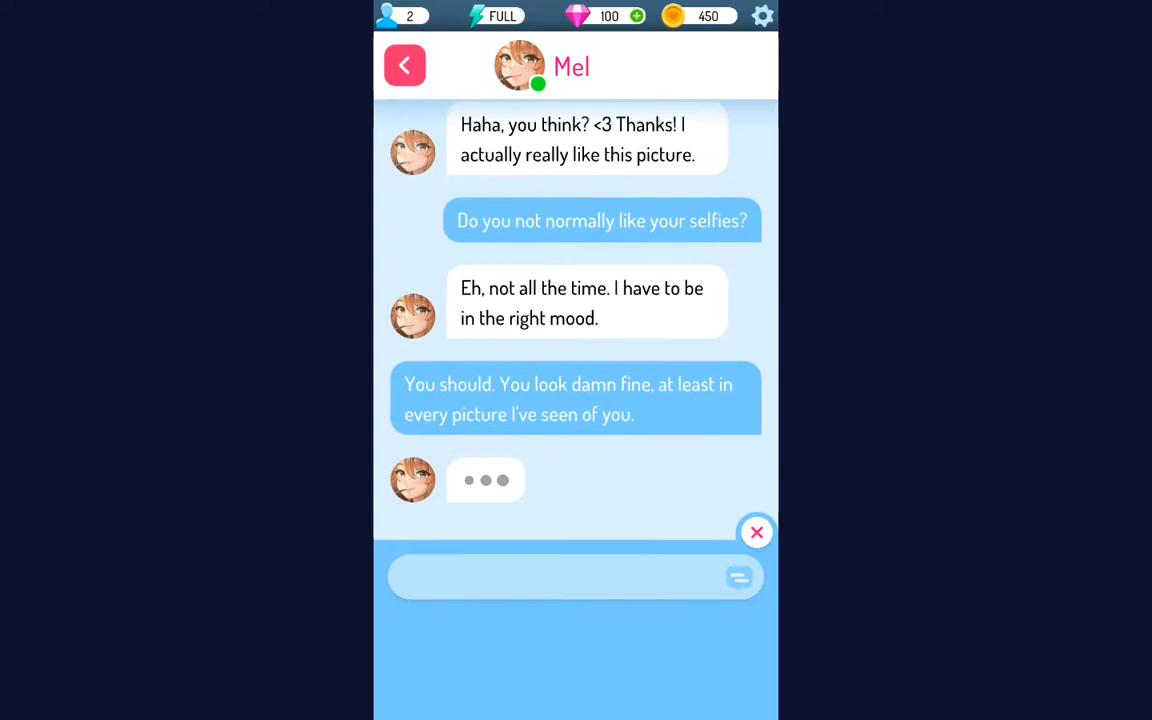 2
FULL
100
450
Mel
Haha, you think? <3 Thanks! I
actually really like this picture.
Do you not normally like your selfies?
Eh, not all the time. I have to be
in the right mood.
You should. You look damn fine, at least in
every picture I've seen of you.